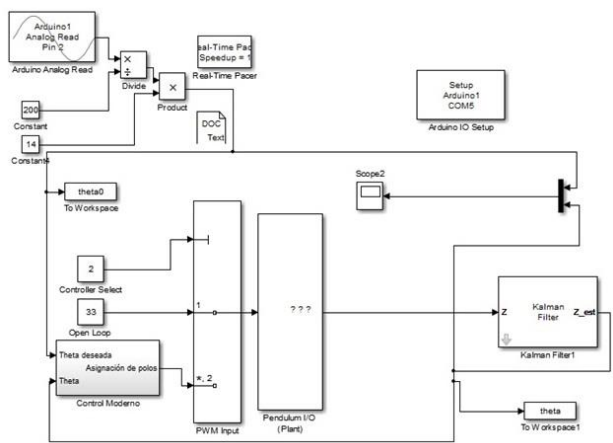 Arduino1
Analog Read
Pin 2
Arduino Analog Read
×
÷
Divide
×
Product
eal-Time Pac
Speedup = 1
Real-Time Pacer
200
Constant
14
Constant4
DOC
Text
Setup
Arduino1
COM5
Arduino IO Setup
theta0
To Workspace
Scope2
2
Controller Select
33
Open Loop
1
*, 2
PWM Input
? ? ?
Pendulum I/O
(Plant)
Theta deseada
Asignación de polos
Theta
Control Moderno
Z
Kalman
Filter
Z_est
Kalman Filter1
theta
To Workspace1